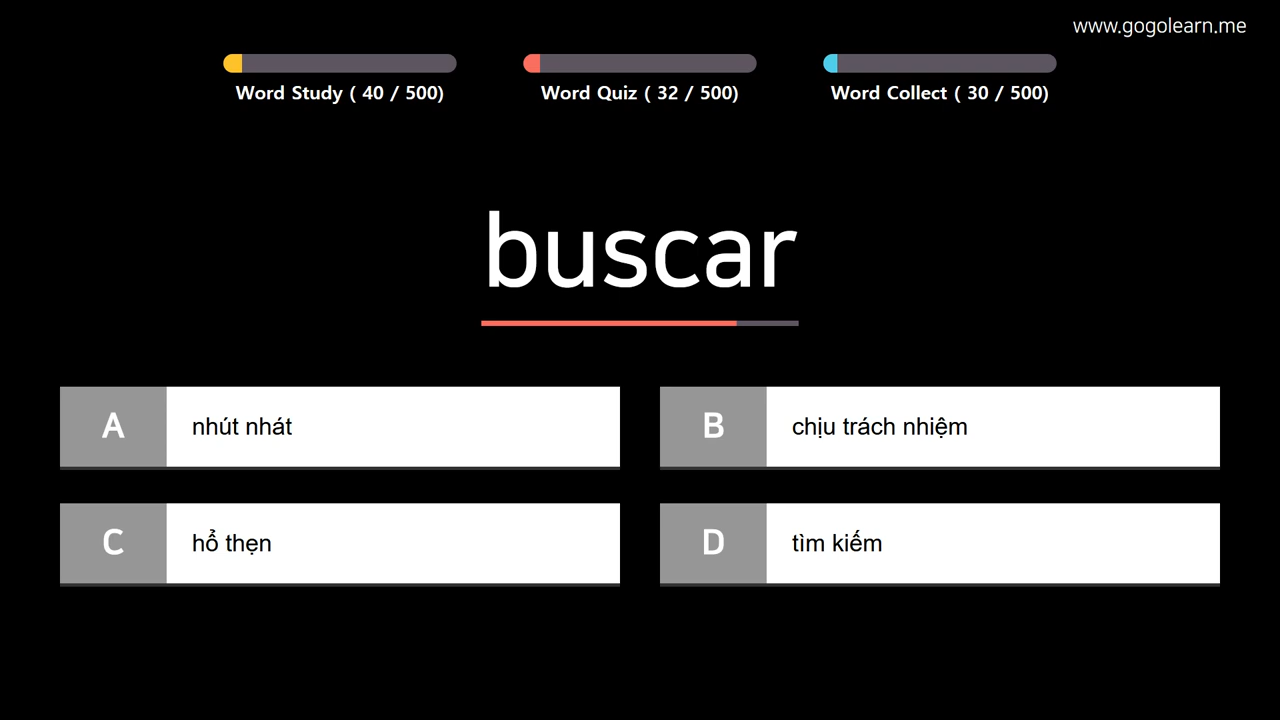 www.gogolearn.me
Word Study ( 40 / 500)
Word Quiz ( 32 / 500)
Word Collect ( 30 / 500)
buscar
A nhút nhát
B chịu trách nhiệm
C hổ thẹn
D tìm kiếm